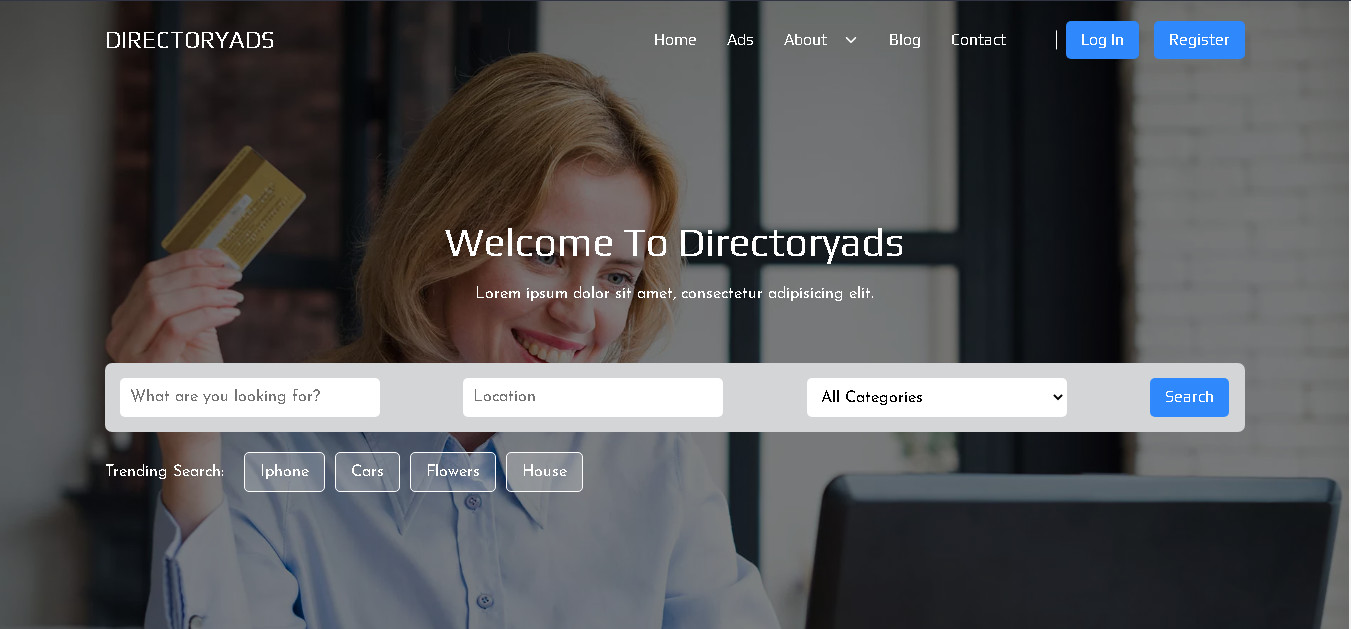 DIRECTORYADS
Home Ads About Blog Contact Log In Register
Welcome To Directoryads
Lorem ipsum dolor sit amet, consectetur adipisicing elit.
What are you looking for? Location All Categories Search
Trending Search: Iphone Cars Flowers House